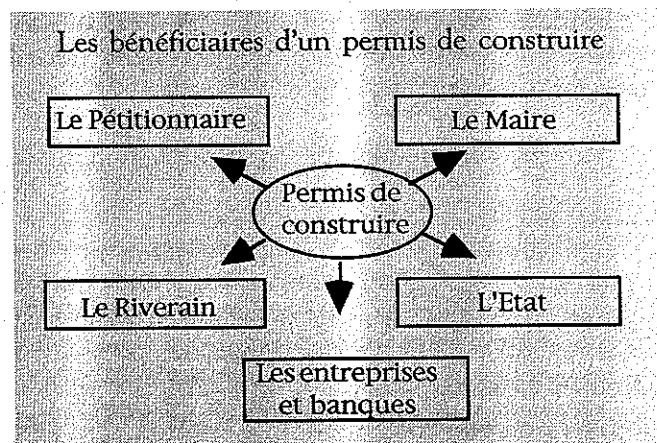 Les bénéficiaires d'un permis de construire
Le Pétitionnaire
Le Maire
Permis de
construire
Le Riverain
L'Etat
Les entreprises
et banques